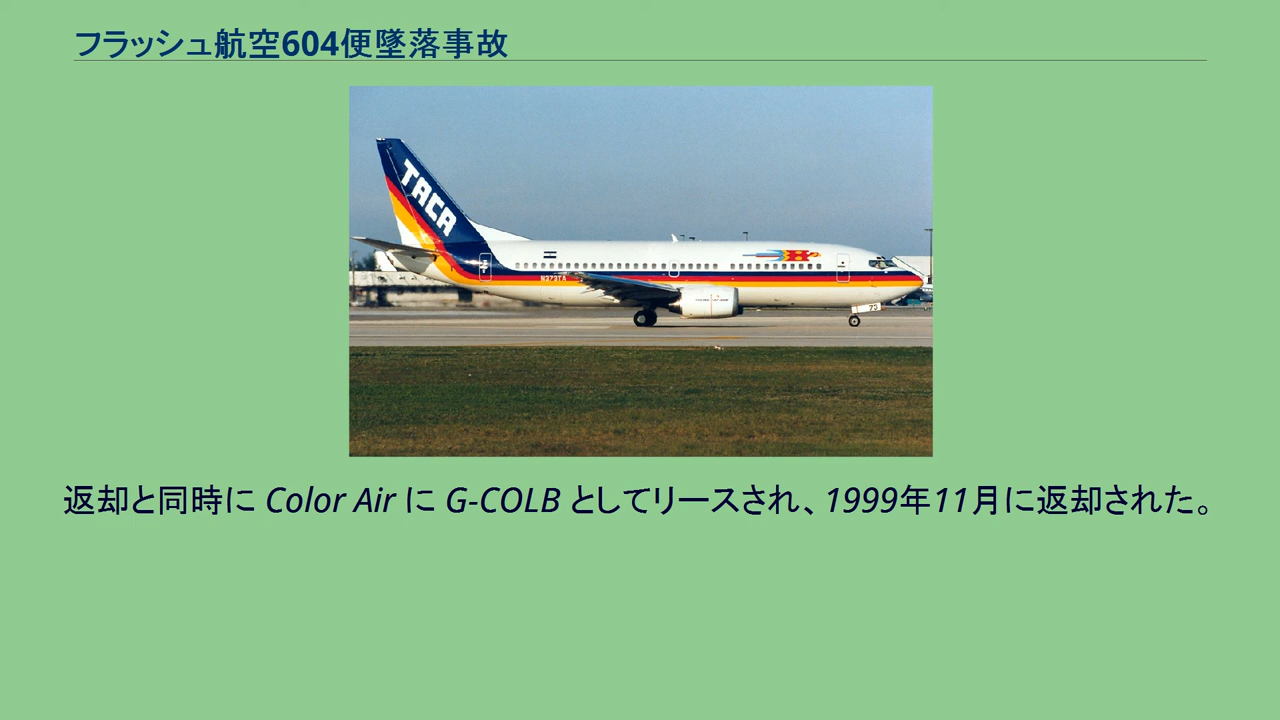 フラッシュ航空604便墜落事故
TACA
N373TA
73
返却と同時に Color Air に G-COLB としてリースされ、1999年11月に返却された。